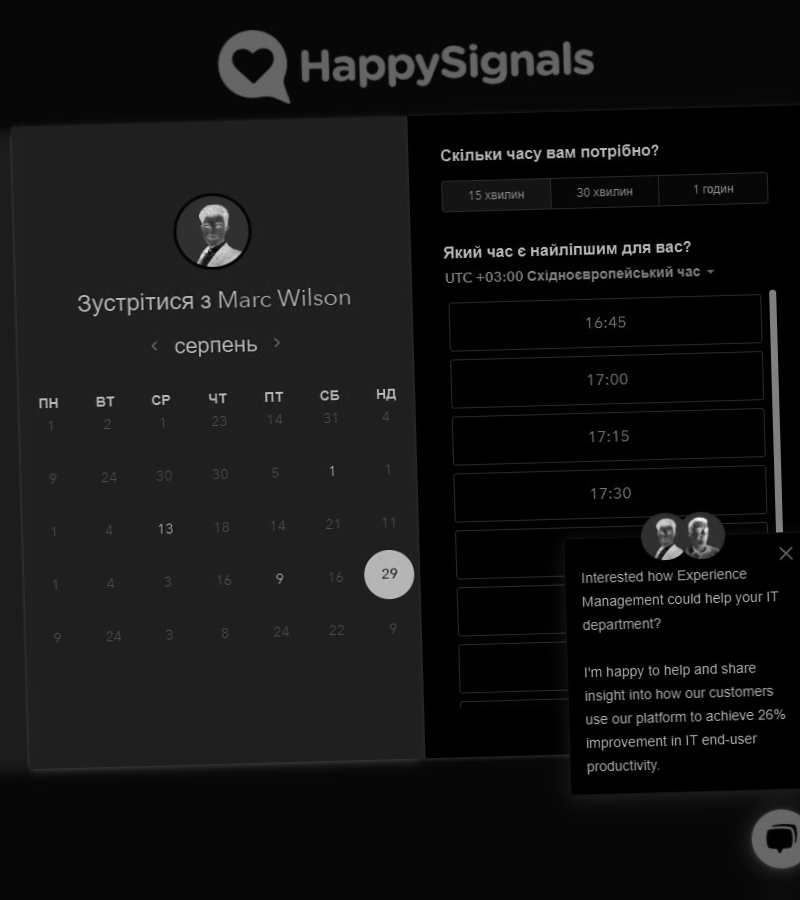 HappySignals
Зустрітися з Marc Wilson
серпень
ПН ВТ СР ЧТ ПТ СБ НД
1 2 1 23 14 31 4
9 24 30 30 5 1 1
1 4 13 18 14 21 11
1 4 3 16 9 16 29
9 24 3 8 24 22 9
Скільки часу вам потрібно?
15 хвилин 30 хвилин 1 годин
Який час є найліпшим для вас?
UTC +03:00 Східноєвропейський час
16:45
17:00
17:15
17:30
Interested how Experience
Management could help your IT
department?
I'm happy to help and share
insight into how our customers
use our platform to achieve 26%
improvement in IT end-user
productivity.